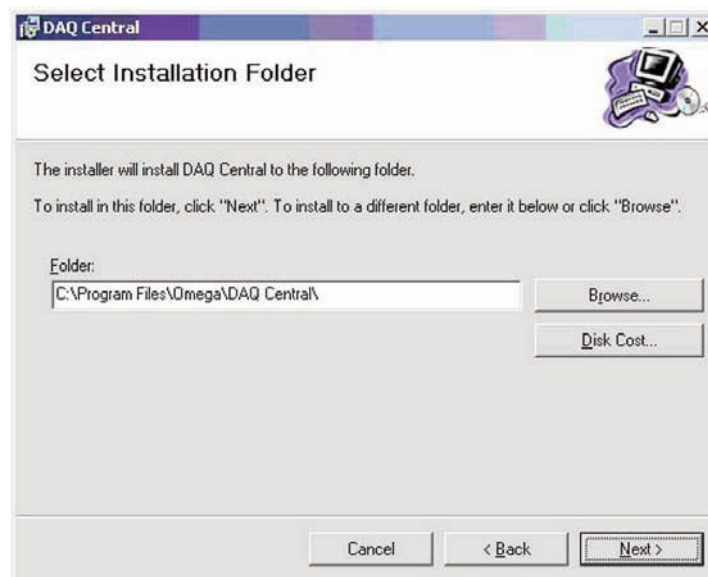 DAQ Central
Select Installation Folder
The installer will install DAQ Central to the following folder.
To install in this folder, click "Next". To install to a different folder, enter it below or click "Browse".
Folder:
C:\Program Files\Omega\DAQ Central\
Browse...
Disk Cost...
Cancel
< Back
Next >